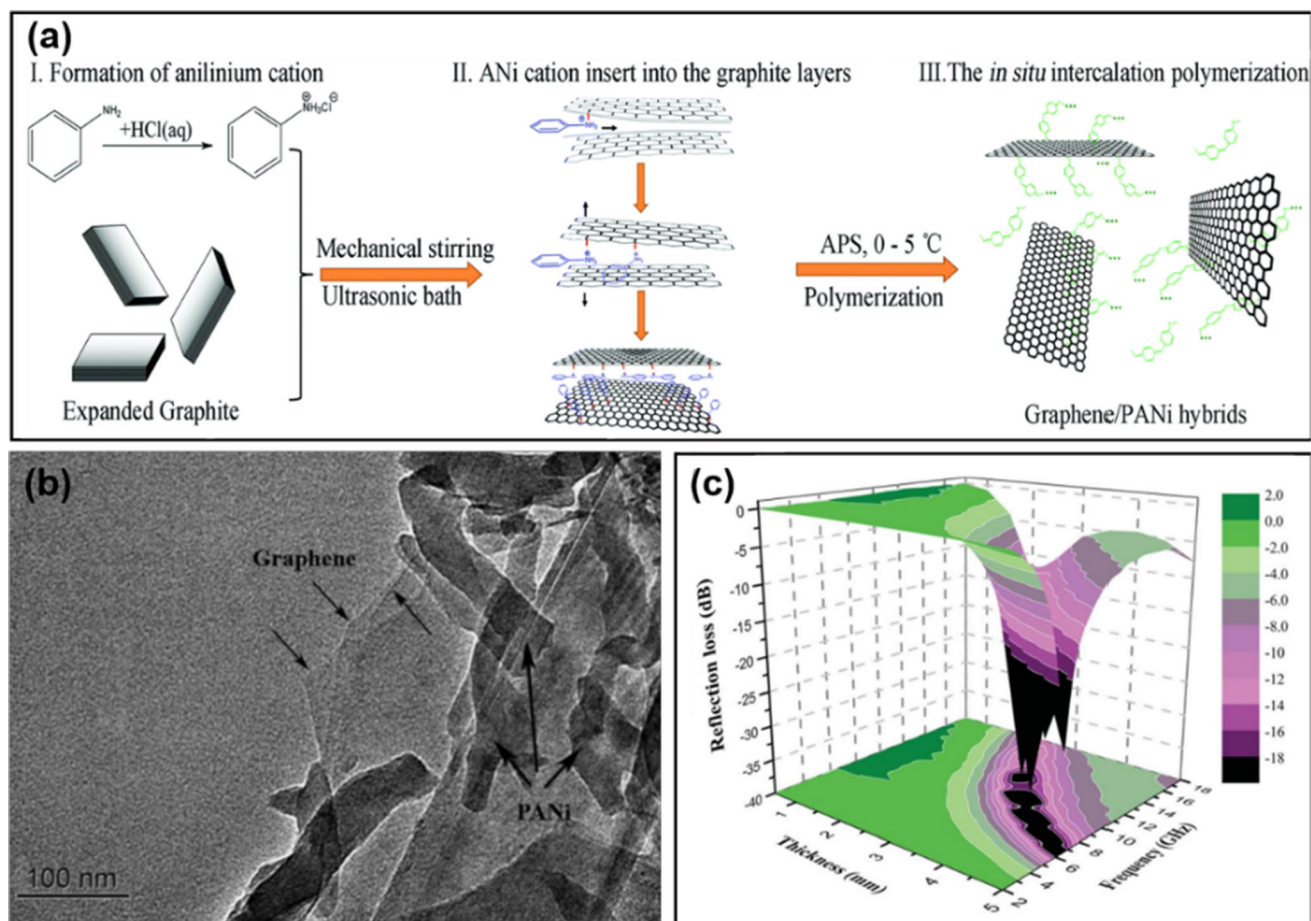 (a)
I. Formation of anilinium cation
NH₂
+HCl(aq)
⊕ ⊖
NH₃Cl
Expanded Graphite
Mechanical stirring
Ultrasonic bath
II. ANi cation insert into the graphite layers
APS, 0 - 5 ℃
Polymerization
III.The in situ intercalation polymerization
Graphene/PANi hybrids
(b)
Graphene
PANi
100 nm
(c)
Reflection loss (dB)
0
-5
-10
-15
-20
-25
-30
-35
-40
Thickness (mm)
1
2
3
4
5
Frequency (GHz)
2
4
6
8
10
12
14
16
18
2.0
0.0
-2.0
-4.0
-6.0
-8.0
-10
-12
-14
-16
-18